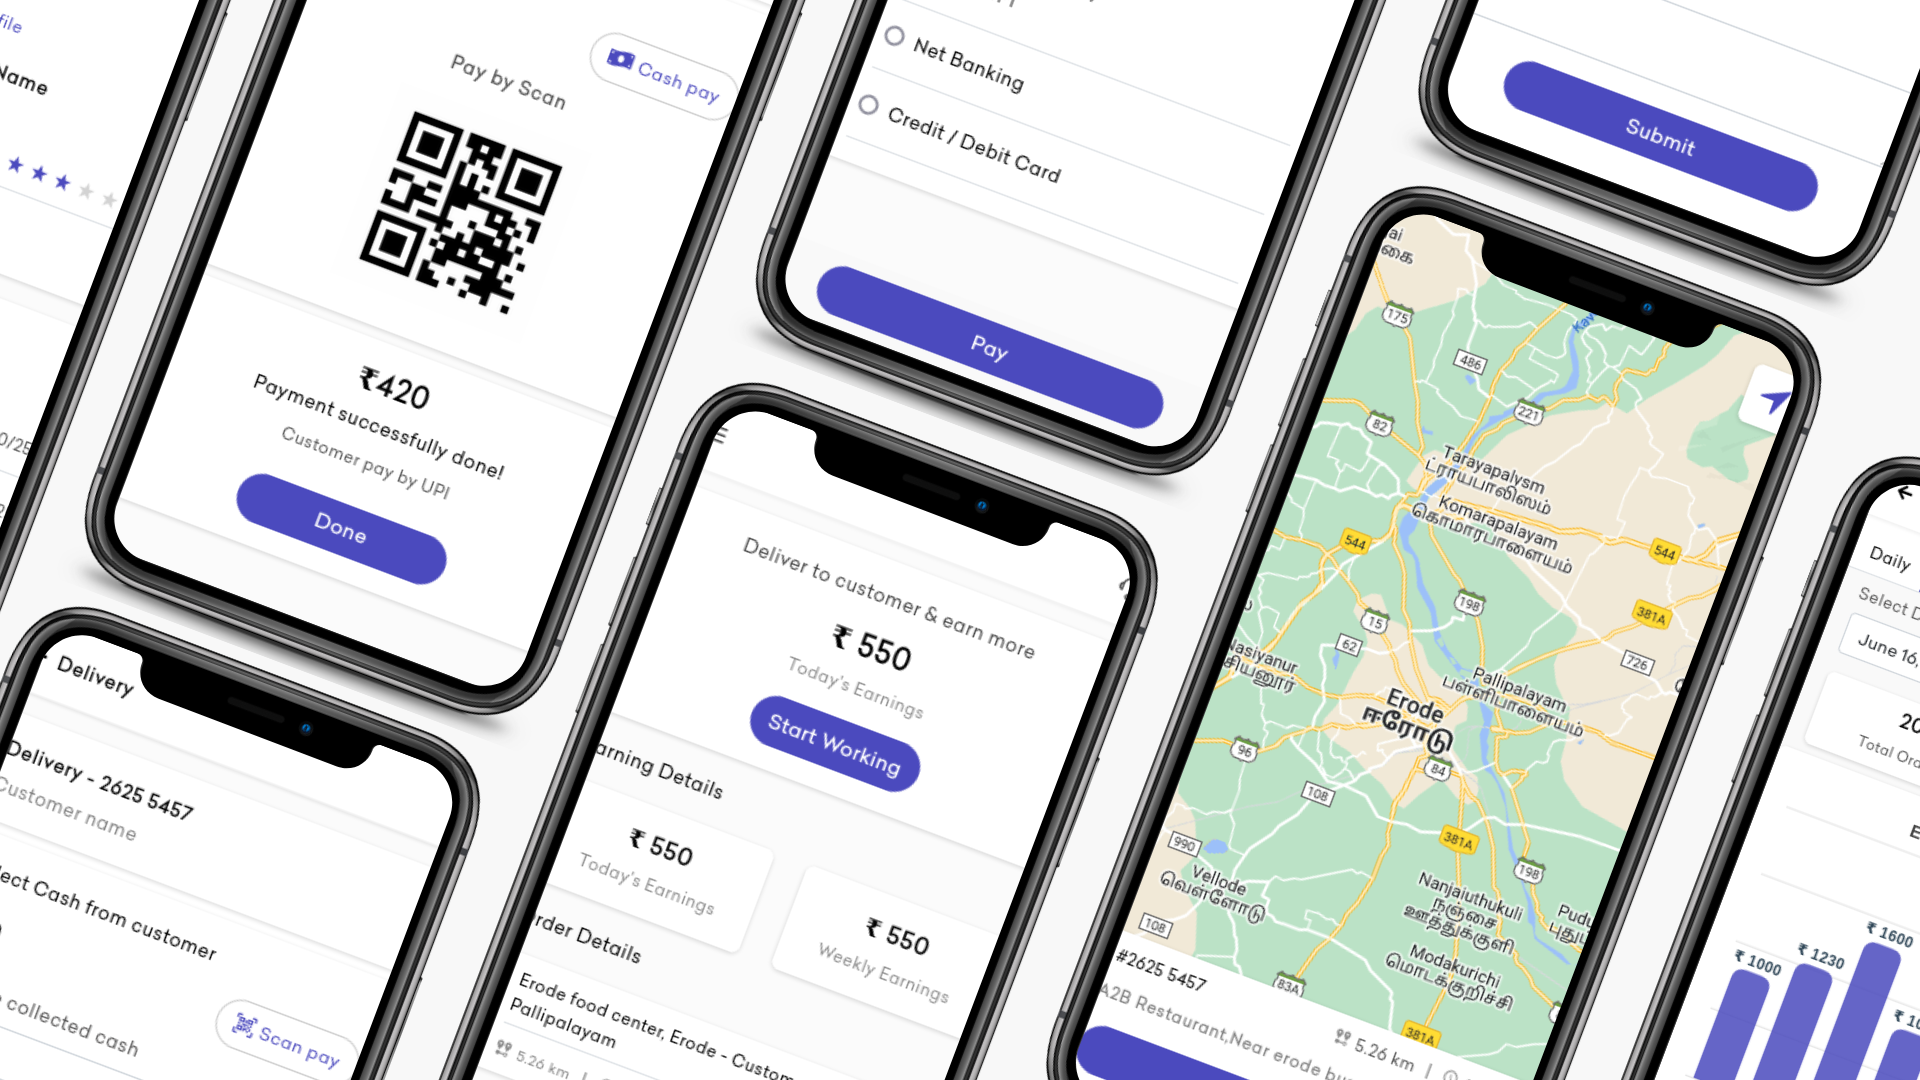 file
Name
0/25
Pay by Scan
Cash pay
₹420
Payment successfully done!
Customer pay by UPI
Done
Net Banking
Credit / Debit Card
Pay
Submit
Delivery
Delivery - 2625 5457
Customer name
ect Cash from customer
collected cash
Scan pay
Deliver to customer & earn more
₹ 550
Today's Earnings
Start Working
arning Details
₹ 550
Today's Earnings
₹ 550
Weekly Earnings
rder Details
Erode food center, Erode - Custom
Pallipalayam
5.26 km |
ai
கை
175
Kav
486
221
82
Tarayapalysm
ட்ராயபாலிஸம்
Komarapalayam
கொமாரபாளையம்
544
544
198
381A
15
62
726
Nasiyanur
சியனூர்
Pallipalayam
பள்ளிபாளையம்
Erode
ஈரோடு
96
84
108
381A
990
198
Vellode
வெள்ளோடு
Nanjaiuthukuli
நஞ்சை
ஊத்துக்குளி
Pudu
புதுப்
108
Modakurichi
மொடக்குறிச்சி
83A
381A
#2625 5457
A2B Restaurant,Near erode bu
5.26 km |
Daily
Select D
June 16,
20
Total Ord
E
₹ 1000
₹ 1230
₹ 1600
₹ 10